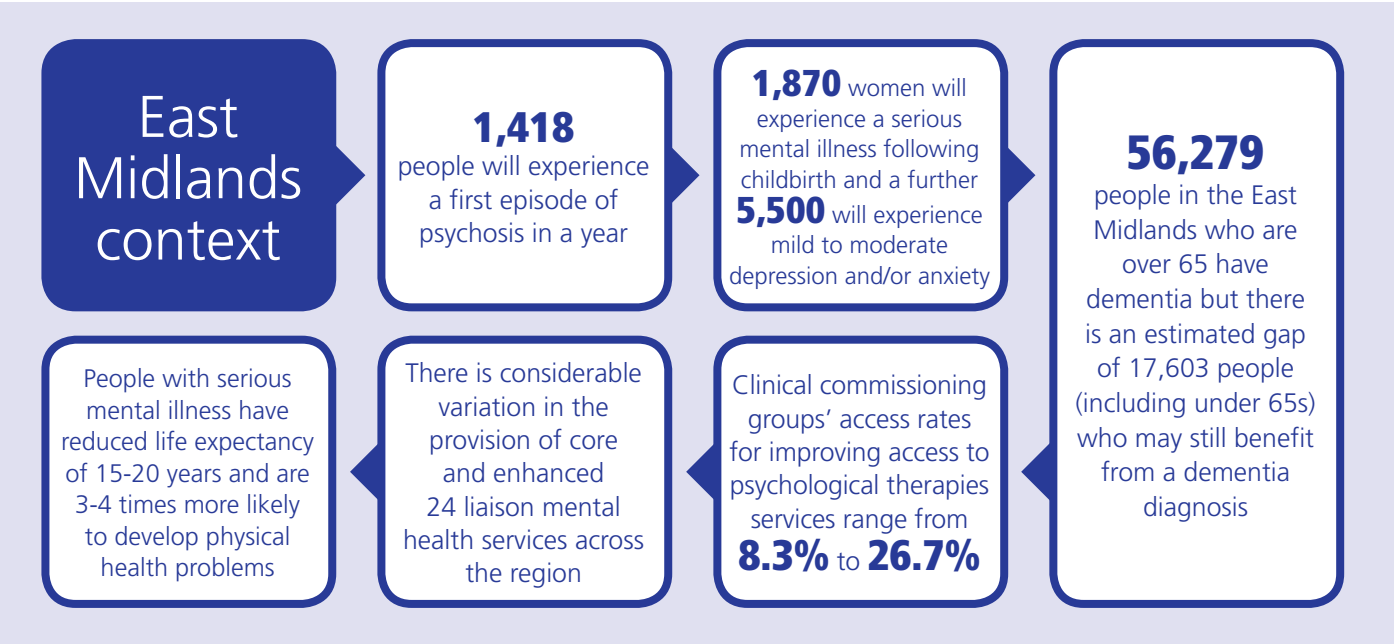 East
Midlands
context
1,418
people will experience
a first episode of
psychosis in a year
1,870 women will
experience a serious
mental illness following
childbirth and a further
5,500 will experience
mild to moderate
depression and/or anxiety
56,279
people in the East
Midlands who are
over 65 have
dementia but there
is an estimated gap
of 17,603 people
(including under 65s)
who may still benefit
from a dementia
diagnosis
Clinical commissioning
groups’ access rates
for improving access to
psychological therapies
services range from
8.3% to 26.7%
There is considerable
variation in the
provision of core
and enhanced
24 liaison mental
health services across
the region
People with serious
mental illness have
reduced life expectancy
of 15-20 years and are
3-4 times more likely
to develop physical
health problems